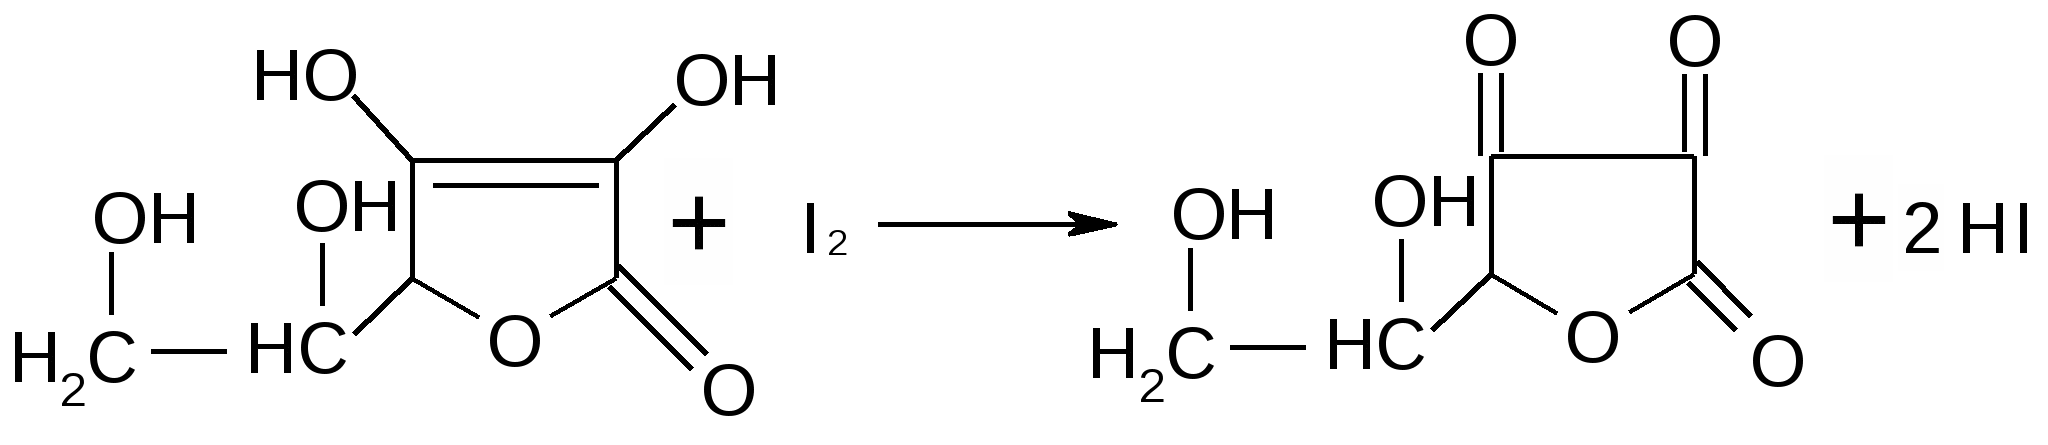 HO OH O O
OH OH + I2 OH OH + 2 HI
H2C HC O H2C HC O
O O